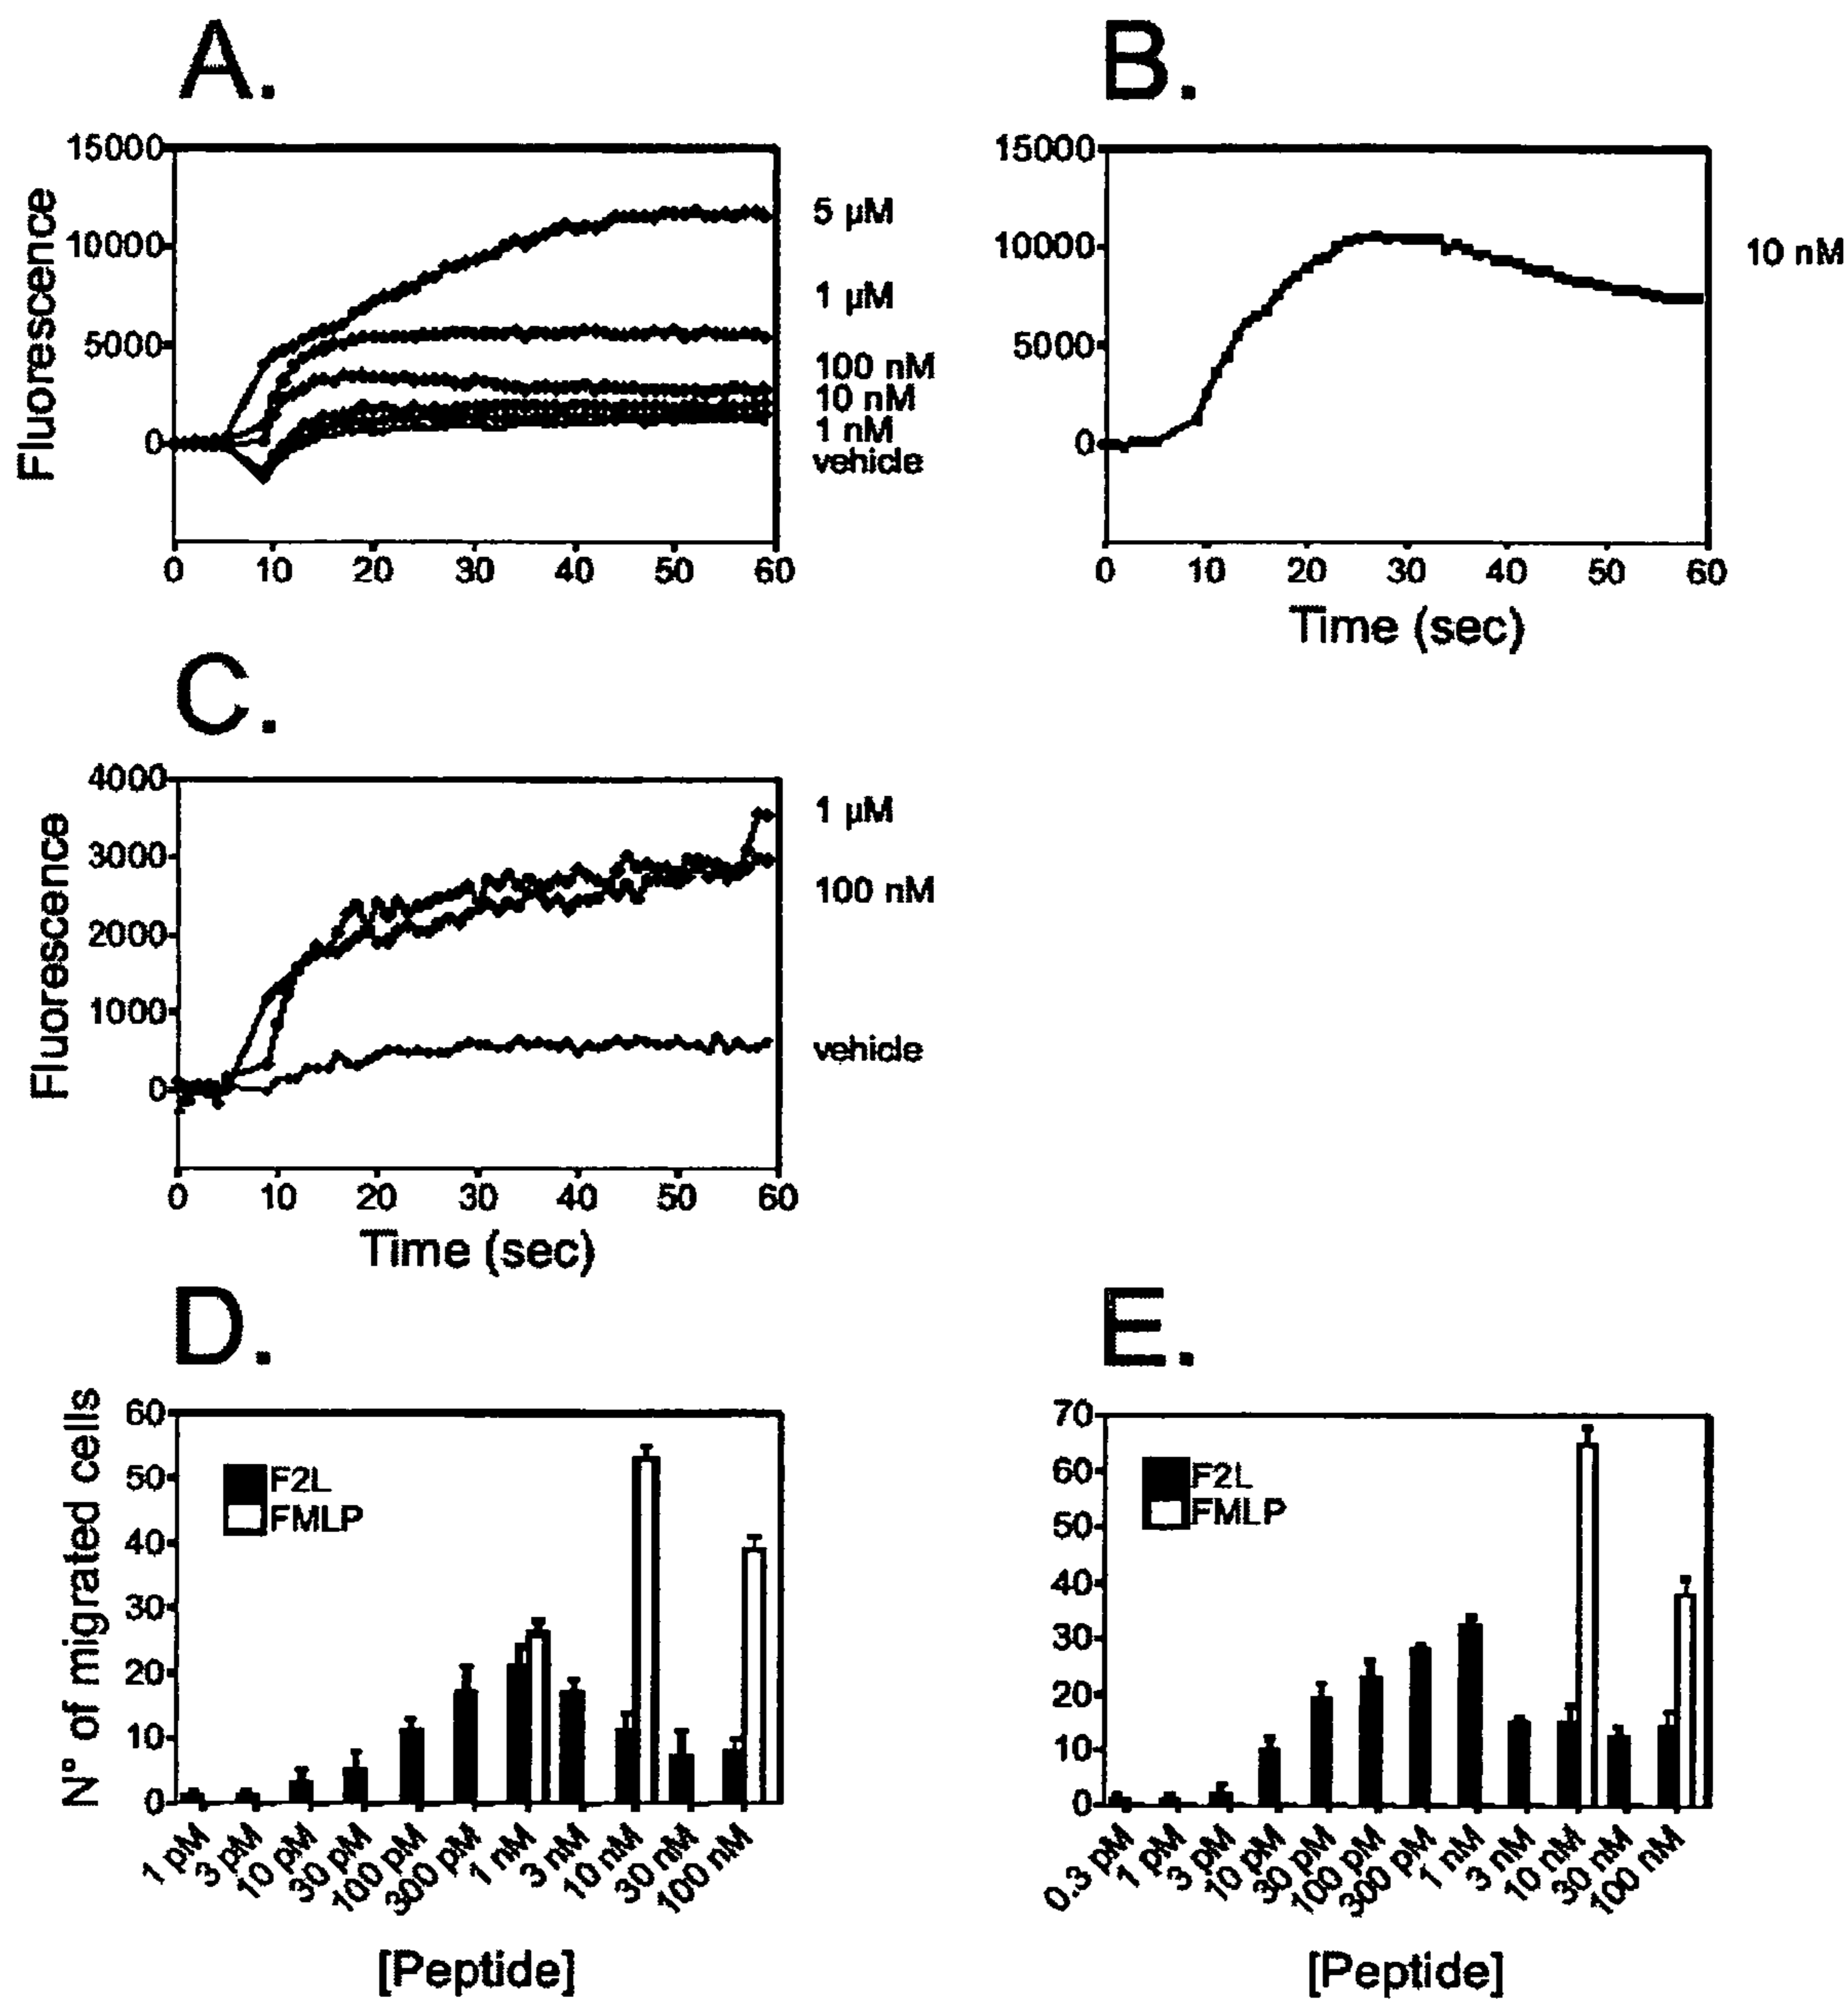 A.
15000
10000
5000
0
Fluorescence
5 µM
1 µM
100 nM
10 nM
1 nM
vehicle
0 10 20 30 40 50 60
B.
15000
10000
5000
0
10 nM
0 10 20 30 40 50 60
Time (sec)
C.
4000
3000
2000
1000
0
Fluorescence
1 µM
100 nM
vehicle
0 10 20 30 40 50 60
Time (sec)
D.
60
50
40
30
20
10
0
N° of migrated cells
F2L
FMLP
1 pM
3 pM
10 pM
30 pM
100 pM
300 pM
1 nM
3 nM
10 nM
30 nM
100 nM
[Peptide]
E.
70
60
50
40
30
20
10
0
F2L
FMLP
0.3 pM
1 pM
3 pM
10 pM
30 pM
100 pM
300 pM
1 nM
3 nM
10 nM
30 nM
100 nM
[Peptide]